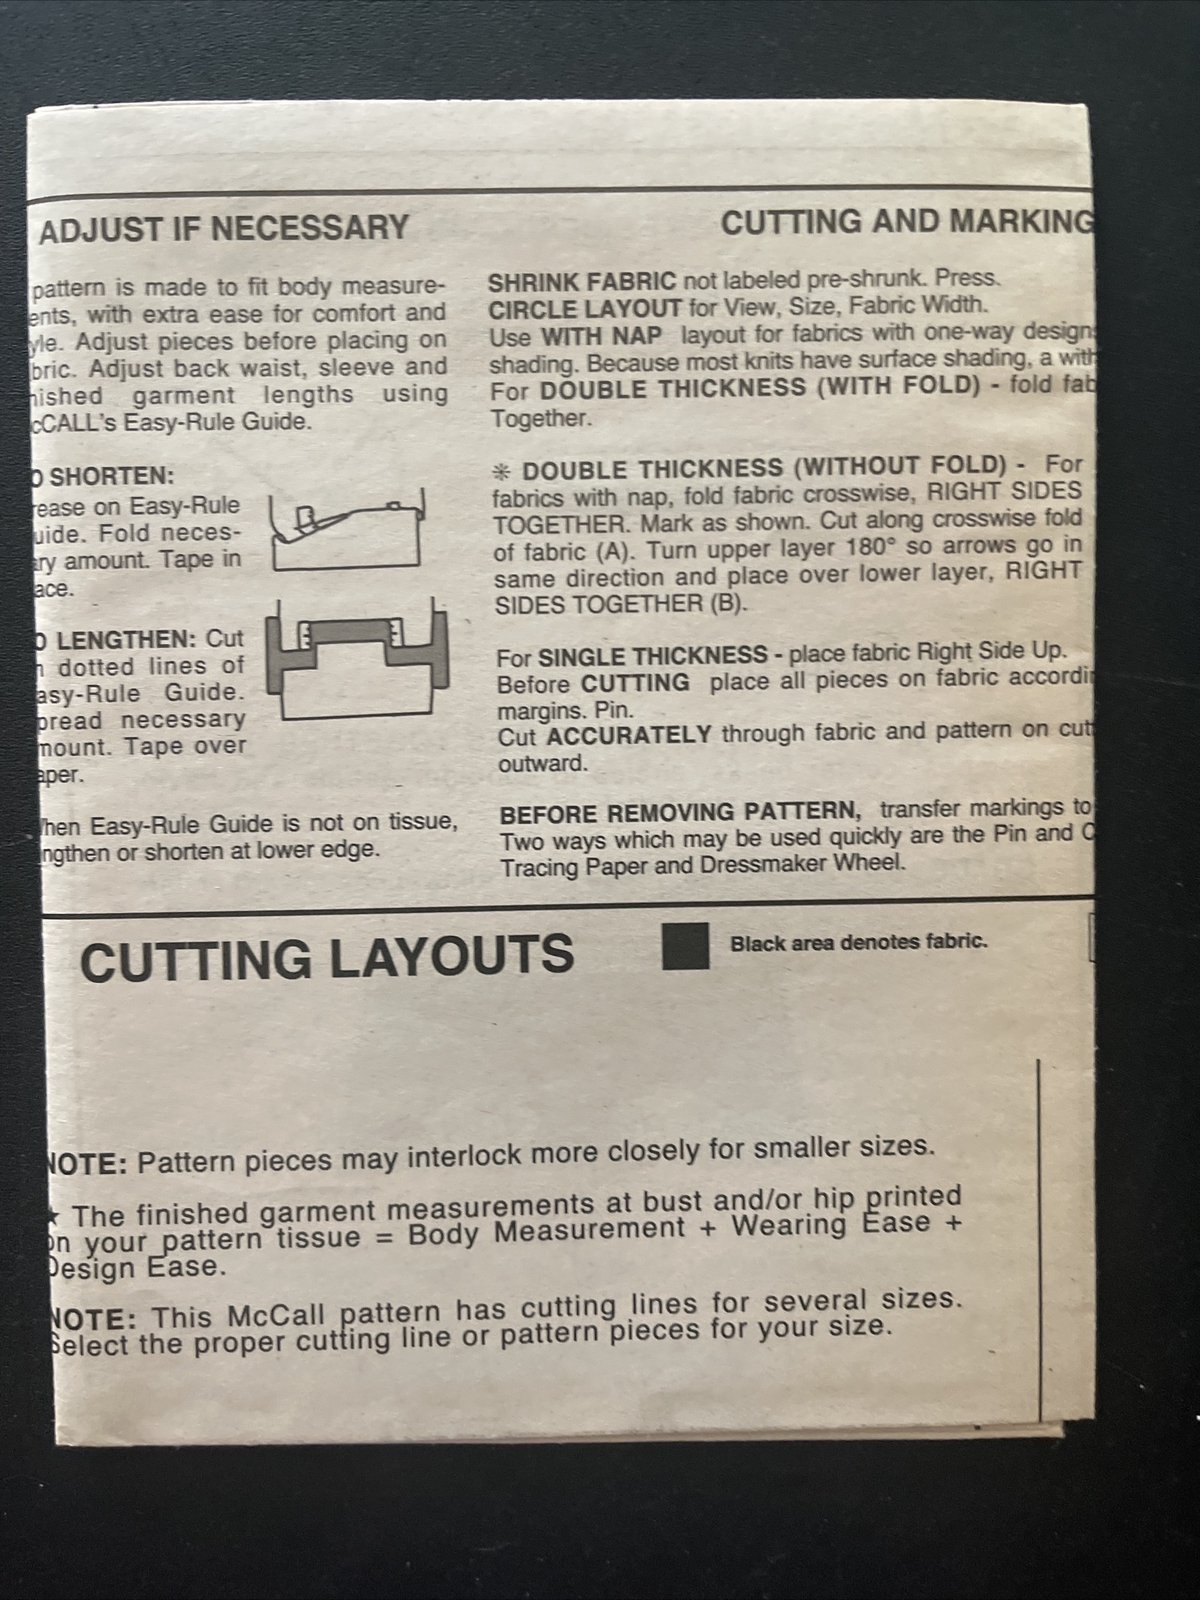 ADJUST IF NECESSARY
pattern is made to fit body measure-
ents, with extra ease for comfort and
yle. Adjust pieces before placing on
bric. Adjust back waist, sleeve and
nished garment lengths using
cCALL's Easy-Rule Guide.
O SHORTEN:
rease on Easy-Rule
uide. Fold neces-
ry amount. Tape in
ace.
O LENGTHEN: Cut
n dotted lines of
asy-Rule Guide.
pread necessary
mount. Tape over
aper.
hen Easy-Rule Guide is not on tissue,
ngthen or shorten at lower edge.
CUTTING AND MARKING
SHRINK FABRIC not labeled pre-shrunk. Press.
CIRCLE LAYOUT for View, Size, Fabric Width.
Use WITH NAP layout for fabrics with one-way design
shading. Because most knits have surface shading, a with
For DOUBLE THICKNESS (WITH FOLD) - fold fab
Together.
✳ DOUBLE THICKNESS (WITHOUT FOLD) - For
fabrics with nap, fold fabric crosswise, RIGHT SIDES
TOGETHER. Mark as shown. Cut along crosswise fold
of fabric (A). Turn upper layer 180° so arrows go in
same direction and place over lower layer, RIGHT
SIDES TOGETHER (B).
For SINGLE THICKNESS - place fabric Right Side Up.
Before CUTTING place all pieces on fabric accordi
margins. Pin.
Cut ACCURATELY through fabric and pattern on cutt
outward.
BEFORE REMOVING PATTERN, transfer markings to
Two ways which may be used quickly are the Pin and C
Tracing Paper and Dressmaker Wheel.
CUTTING LAYOUTS
Black area denotes fabric.
NOTE: Pattern pieces may interlock more closely for smaller sizes.
★ The finished garment measurements at bust and/or hip printed
on your pattern tissue = Body Measurement + Wearing Ease +
Design Ease.
NOTE: This McCall pattern has cutting lines for several sizes.
Select the proper cutting line or pattern pieces for your size.